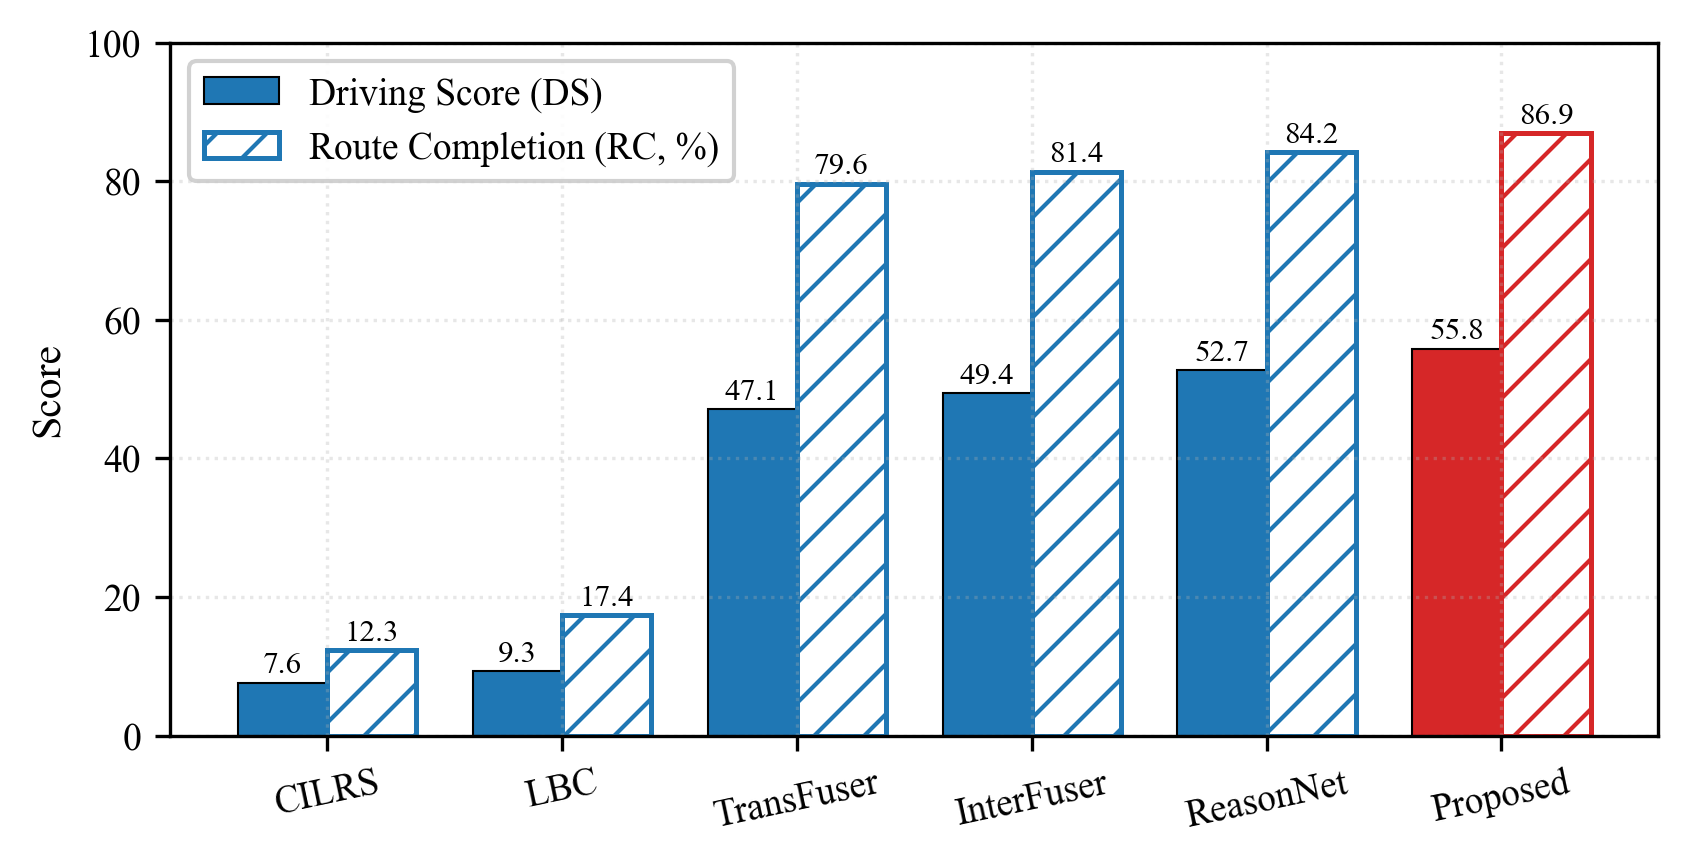 100
80
60
40
20
0
Score
Driving Score (DS)
Route Completion (RC, %)
7.6
12.3
9.3
17.4
47.1
79.6
49.4
81.4
52.7
84.2
55.8
86.9
CILRS
LBC
TransFuser
InterFuser
ReasonNet
Proposed